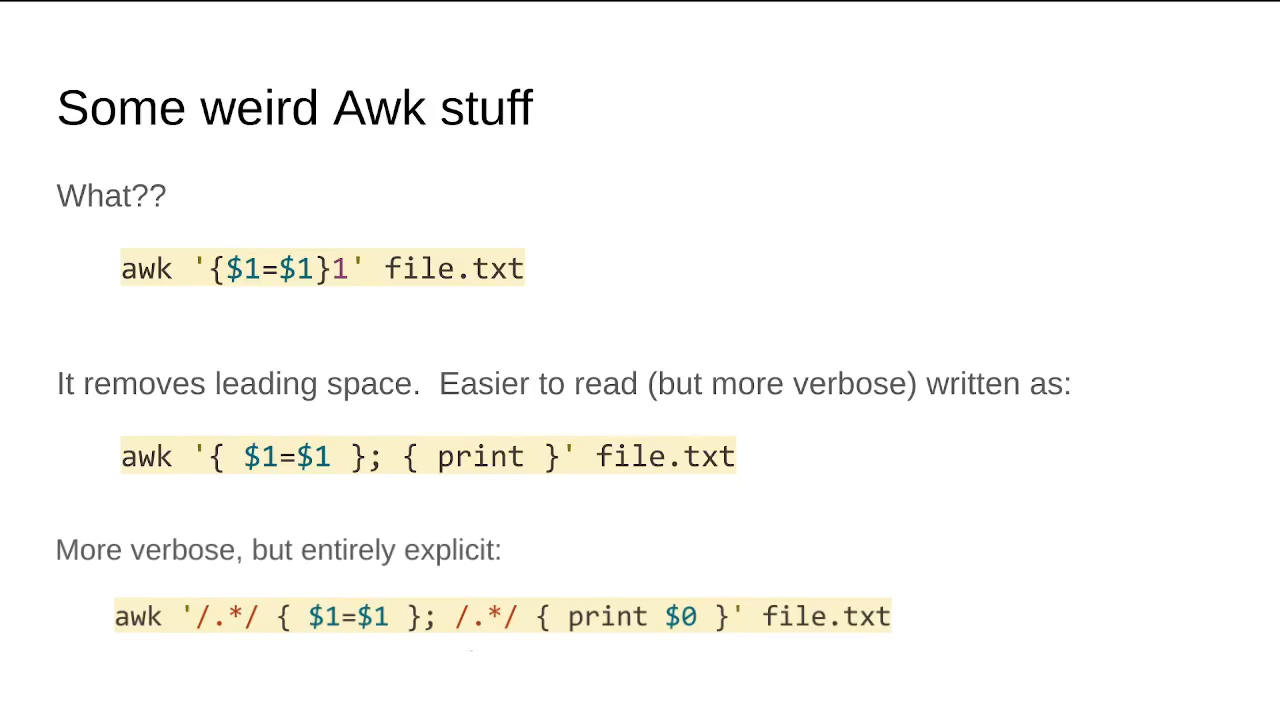 Some weird Awk stuff
What??
awk '{$1=$1}1' file.txt
It removes leading space.  Easier to read (but more verbose) written as:
awk '{ $1=$1 }; { print }' file.txt
More verbose, but entirely explicit:
awk '/.*/ { $1=$1 }; /.*/ { print $0 }' file.txt